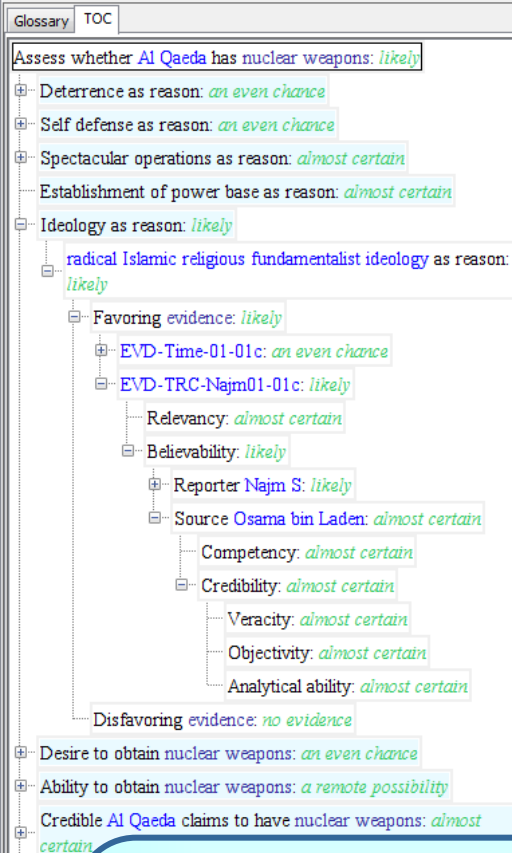 Glossary TOC
Assess whether Al Qaeda has nuclear weapons: likely
Deterrence as reason: an even chance
Self defense as reason: an even chance
Spectacular operations as reason: almost certain
Establishment of power base as reason: almost certain
Ideology as reason: likely
radical Islamic religious fundamentalist ideology as reason:
likely
Favoring evidence: likely
EVD-Time-01-01c: an even chance
EVD-TRC-Najm01-01c: likely
Relevancy: almost certain
Believability: likely
Reporter Najm S: likely
Source Osama bin Laden: almost certain
Competency: almost certain
Credibility: almost certain
Veracity: almost certain
Objectivity: almost certain
Analytical ability: almost certain
Disfavoring evidence: no evidence
Desire to obtain nuclear weapons: an even chance
Ability to obtain nuclear weapons: a remote possibility
Credible Al Qaeda claims to have nuclear weapons: almost
certain